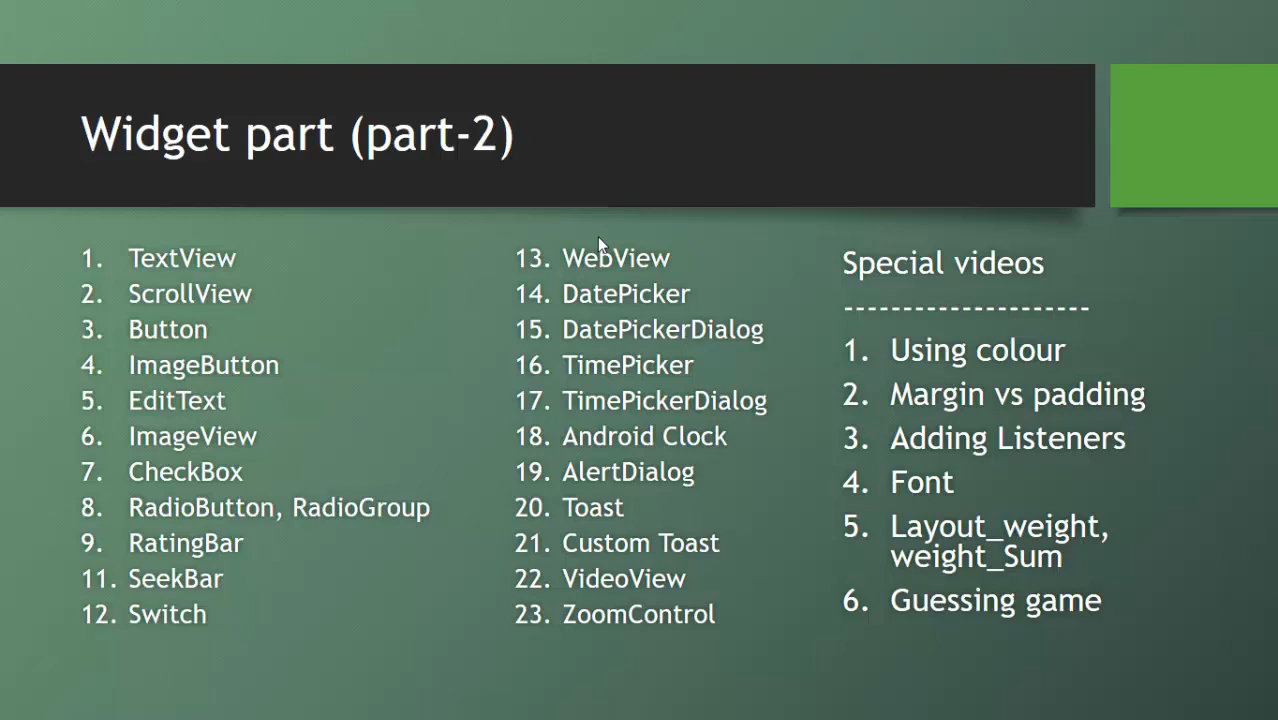 Widget part (part-2)
1. TextView
2. ScrollView
3. Button
4. ImageButton
5. EditText
6. ImageView
7. CheckBox
8. RadioButton, RadioGroup
9. RatingBar
11. SeekBar
12. Switch
13. WebView
14. DatePicker
15. DatePickerDialog
16. TimePicker
17. TimePickerDialog
18. Android Clock
19. AlertDialog
20. Toast
21. Custom Toast
22. VideoView
23. ZoomControl
Special videos
---------------------
1. Using colour
2. Margin vs padding
3. Adding Listeners
4. Font
5. Layout_weight,
weight_Sum
6. Guessing game